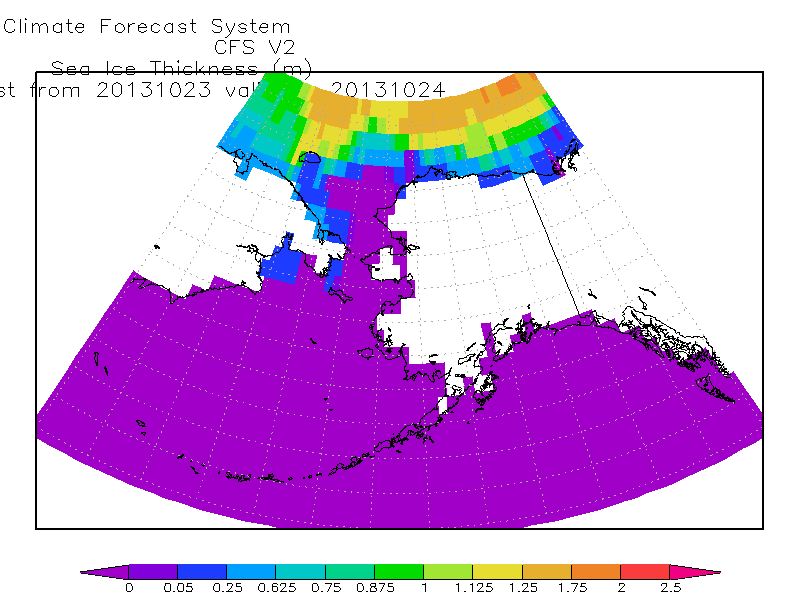 Climate Forecast System
CFS V2
Sea Ice Thickness (m)
st from 20131023 val 20131024
0 0.05 0.25 0.625 0.75 0.875 1 1.125 1.25 1.75 2 2.5